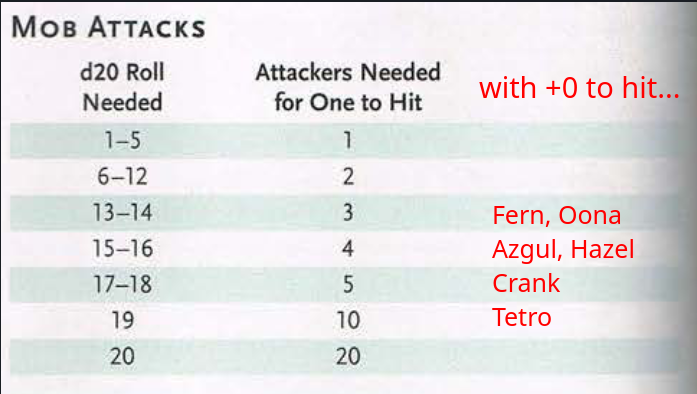 MOB ATTACKS
d20 Roll Needed	Attackers Needed for One to Hit	with +0 to hit...
1–5	1
6–12	2
13–14	3	Fern, Oona
15–16	4	Azgul, Hazel
17–18	5	Crank
19	10	Tetro
20	20